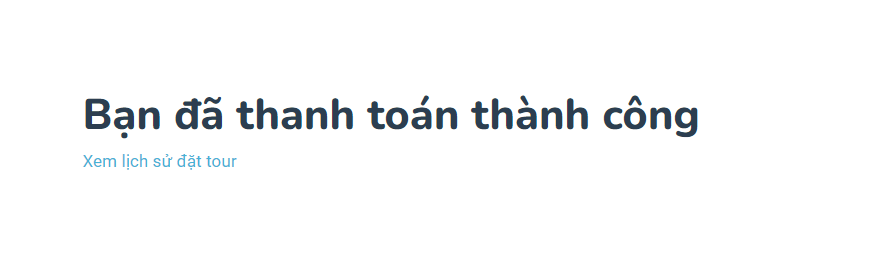 Bạn đã thanh toán thành công
Xem lịch sử đặt tour